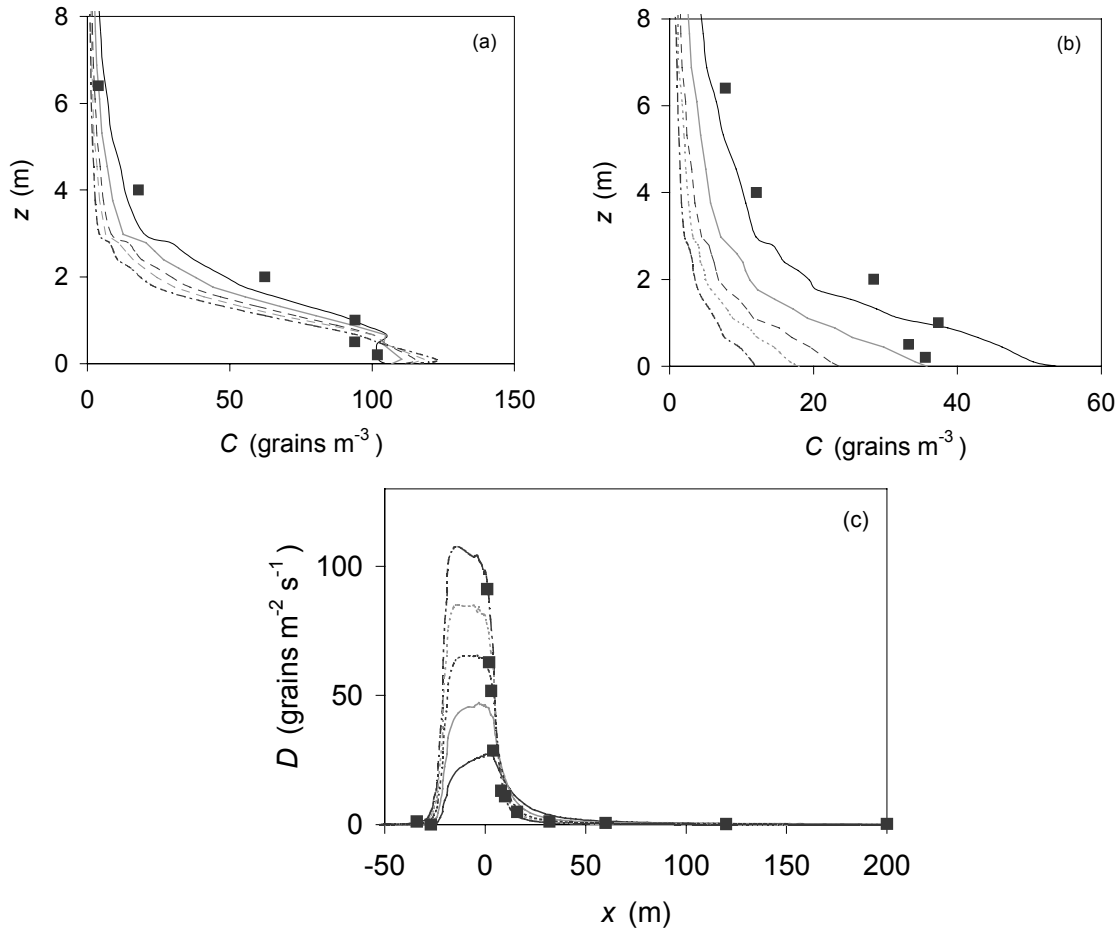 (a)
8
6
4
2
0
z (m)
0 50 100 150
C (grains m⁻³ )
(b)
8
6
4
2
0
z (m)
0 20 40 60
C (grains m⁻³)
(c)
100
50
0
D (grains m⁻² s⁻¹)
-50 0 50 100 150 200
x (m)